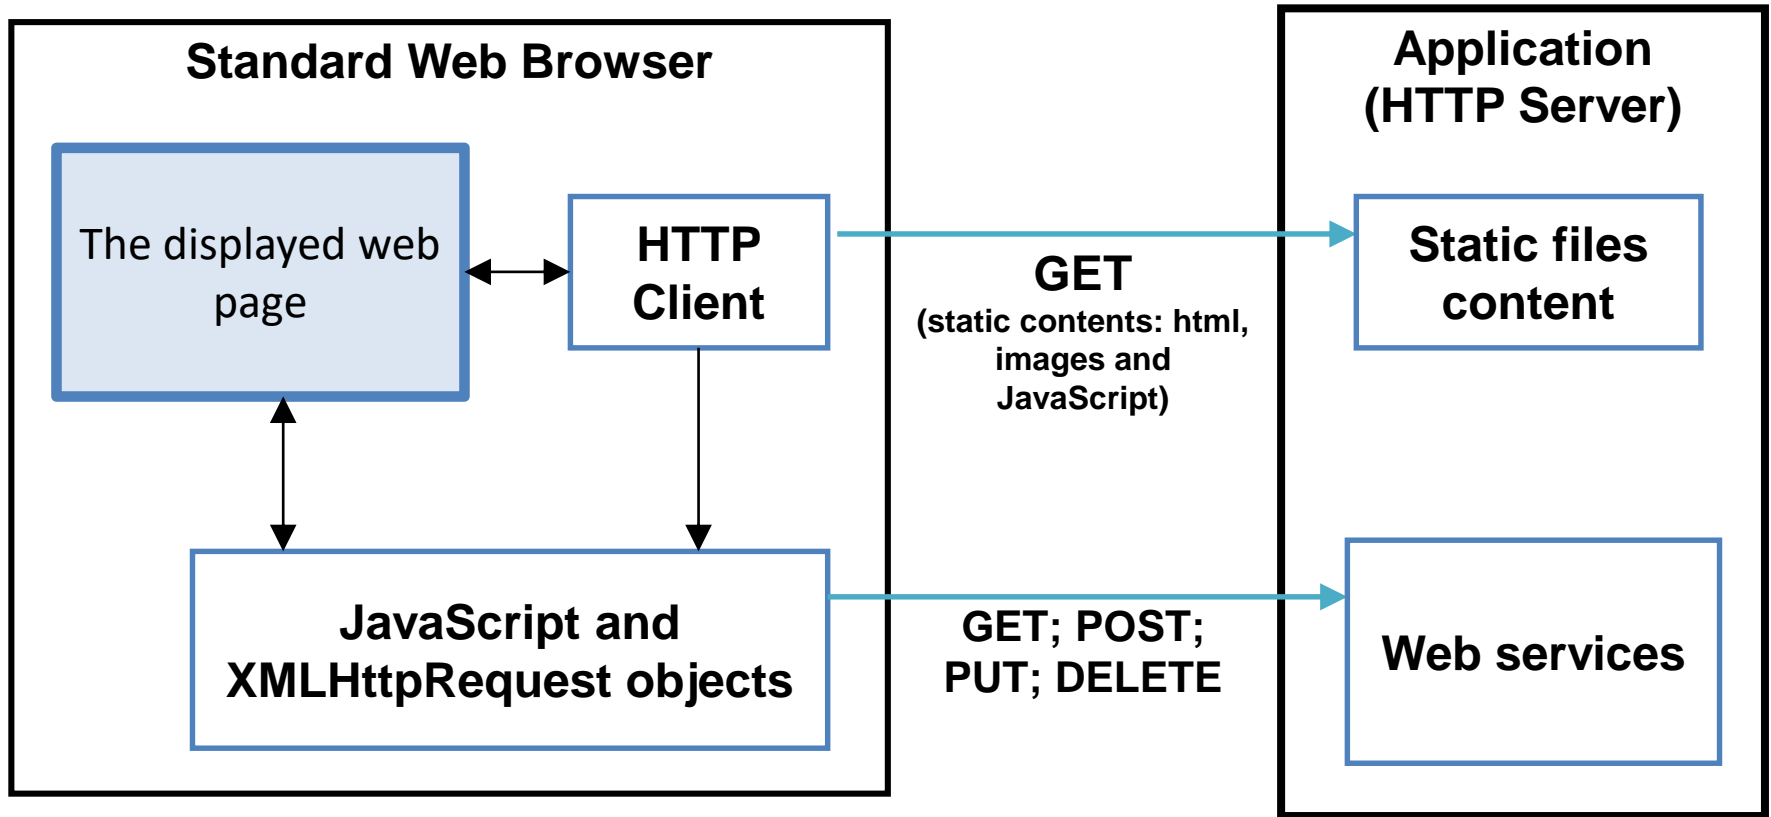 Standard Web Browser
Application
(HTTP Server)
The displayed web
page
HTTP
Client
GET
(static contents: html,
images and
JavaScript)
Static files
content
JavaScript and
XMLHttpRequest objects
GET; POST;
PUT; DELETE
Web services